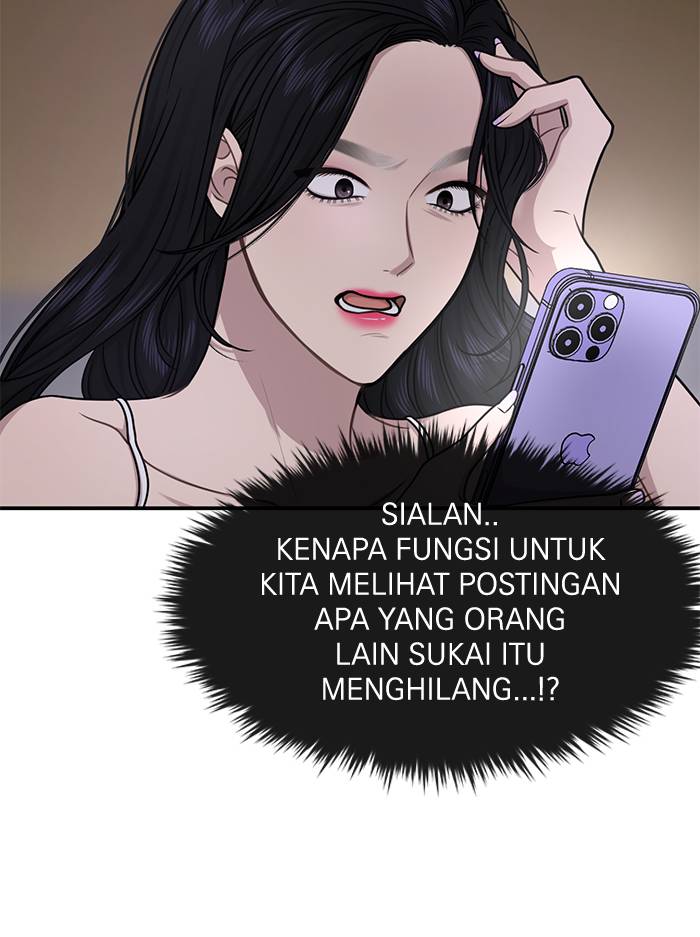 SIALAN..
KENAPA FUNGSI UNTUK
KITA MELIHAT POSTINGAN
APA YANG ORANG
LAIN SUKAI ITU
MENGHILANG...!?